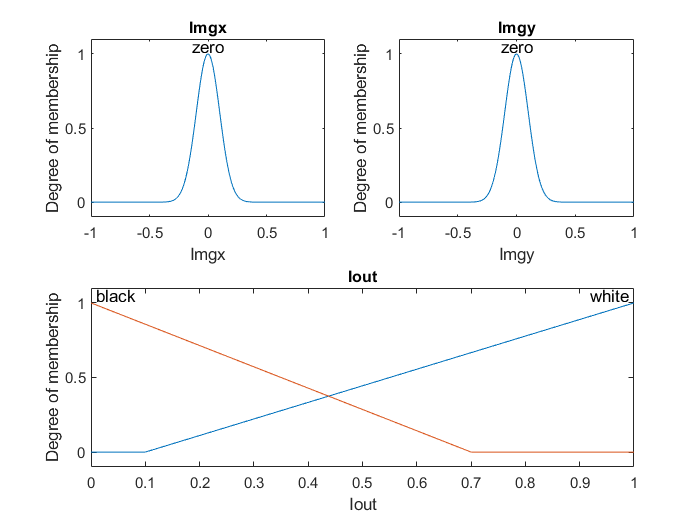 Imgx
zero
Degree of membership
1
0.5
0
-1 -0.5 0 0.5 1
Imgx
Imgy
zero
Degree of membership
1
0.5
0
-1 -0.5 0 0.5 1
Imgy
Iout
black white
Degree of membership
1
0.5
0
0 0.1 0.2 0.3 0.4 0.5 0.6 0.7 0.8 0.9 1
Iout